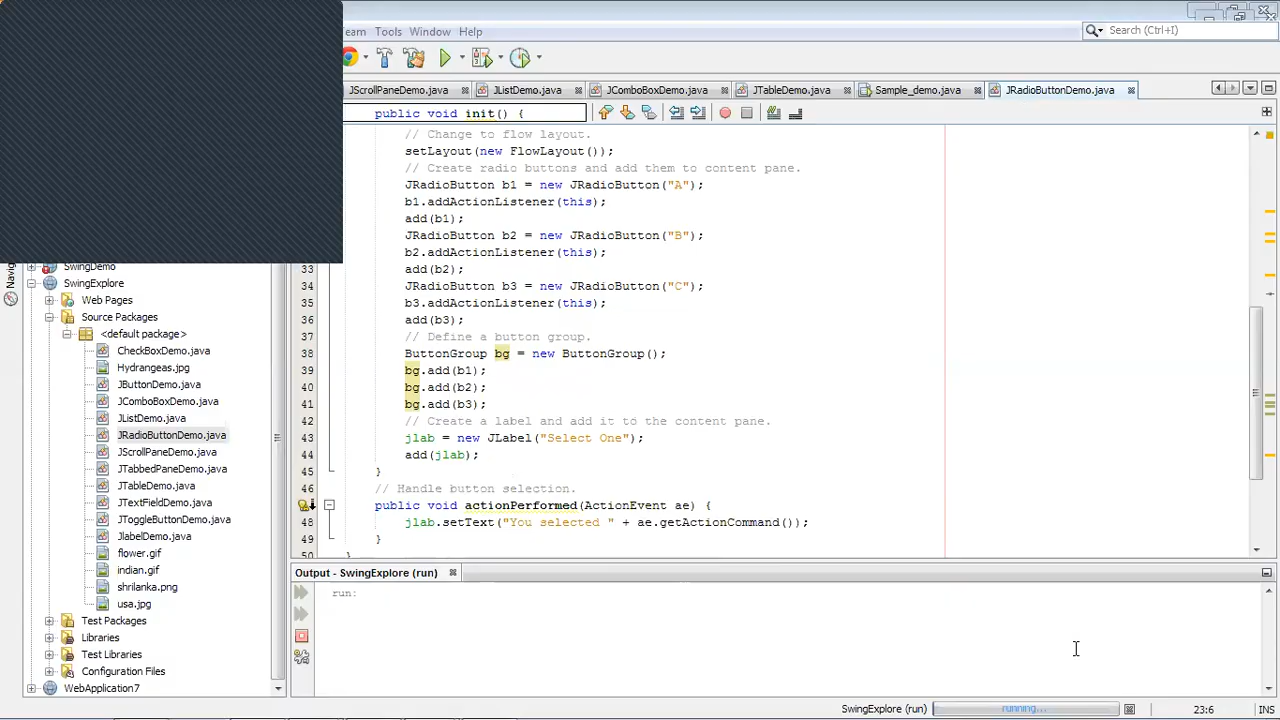 eam Tools Window Help
Search (Ctrl+I)
JScrollPaneDemo.java JListDemo.java JComboBoxDemo.java JTableDemo.java Sample_demo.java JRadioButtonDemo.java
public void init() {
// Change to flow layout.
setLayout(new FlowLayout());
// Create radio buttons and add them to content pane.
JRadioButton b1 = new JRadioButton("A");
b1.addActionListener(this);
add(b1);
JRadioButton b2 = new JRadioButton("B");
b2.addActionListener(this);
33 add(b2);
34 JRadioButton b3 = new JRadioButton("C");
35 b3.addActionListener(this);
36 add(b3);
37 // Define a button group.
38 ButtonGroup bg = new ButtonGroup();
39 bg.add(b1);
40 bg.add(b2);
41 bg.add(b3);
42 // Create a label and add it to the content pane.
43 jlab = new JLabel("Select One");
44 add(jlab);
45 }
46 // Handle button selection.
public void actionPerformed(ActionEvent ae) {
48 jlab.setText("You selected " + ae.getActionCommand());
49 }
50 }
Navig
SwingDemo
SwingExplore
Web Pages
Source Packages
<default package>
CheckBoxDemo.java
Hydrangeas.jpg
JButtonDemo.java
JComboBoxDemo.java
JListDemo.java
JRadioButtonDemo.java
JScrollPaneDemo.java
JTabbedPaneDemo.java
JTableDemo.java
JTextFieldDemo.java
JToggleButtonDemo.java
JlabelDemo.java
flower.gif
indian.gif
shrilanka.png
usa.jpg
Test Packages
Libraries
Test Libraries
Configuration Files
WebApplication7
Output - SwingExplore (run)
run:
SwingExplore (run) running... 23:6 INS